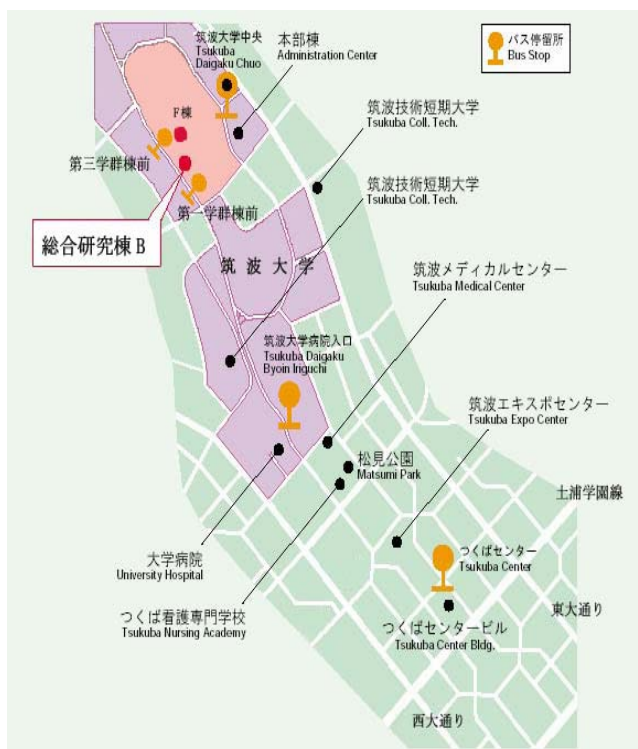 バス停留所
Bus Stop
筑波大学中央
Tsukuba
Daigaku Chuo
本部棟
Administration Center
F棟
第三学群棟前
第一学群棟前
総合研究棟 B
筑波技術短期大学
Tsukuba Coll. Tech.
筑波技術短期大学
Tsukuba Coll. Tech.
筑波大学
筑波メディカルセンター
Tsukuba Medical Center
筑波大学病院入口
Tsukuba Daigaku
Byoin Iriguchi
筑波エキスポセンター
Tsukuba Expo Center
松見公園
Matsumi Park
土浦学園線
大学病院
University Hospital
つくばセンター
Tsukuba Center
つくば看護専門学校
Tsukuba Nursing Academy
東大通り
つくばセンタービル
Tsukuba Center Bldg.
西大通り